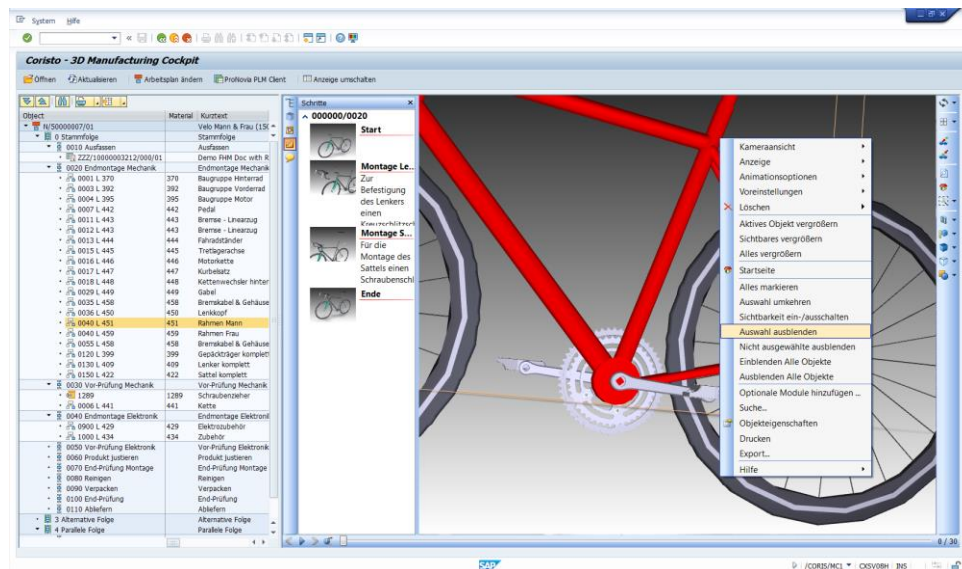 System Hilfe
Coristo - 3D Manufacturing Cockpit
Öffnen Aktualisieren Arbeitsplan ändern ProNovia PLM Client Anzeige umschalten
Object Material Kurztext
N/50000007/01 Velo Mann & Frau (15(
0 Stammfolge Stammfolge
0010 Ausfassen Ausfassen
ZZZ/10000003212/000/01 Demo FHM Doc with R
0020 Endmontage Mechanik Endmontage Mechanik
0001 L 370 370 Baugruppe Hinterrad
0003 L 392 392 Baugruppe Vorderrad
0004 L 395 395 Baugruppe Motor
0007 L 442 442 Pedal
0011 L 443 443 Bremse - Linearzug
0012 L 443 443 Bremse - Linearzug
0013 L 444 444 Fahradständer
0015 L 445 445 Tretlagerachse
0016 L 446 446 Motorkette
0017 L 447 447 Kurbelsatz
0018 L 448 448 Kettenwechsler hinter
0029 L 449 449 Gabel
0035 L 458 458 Bremskabel & Gehäuse
0036 L 450 450 Lenkkopf
0040 L 451 451 Rahmen Mann
0040 L 459 459 Rahmen Frau
0055 L 458 458 Bremskabel & Gehäuse
0120 L 399 399 Gepäckträger komplett
0130 L 409 409 Lenker komplett
0150 L 422 422 Sattel komplett
0030 Vor-Prüfung Mechanik Vor-Prüfung Mechanik
1289 1289 Schraubenzieher
0006 L 441 441 Kette
0040 Endmontage Elektronik Endmontage Elektronil
0900 L 429 429 Elektrozubehör
1000 L 434 434 Zubehör
0050 Vor-Prüfung Elektronik Vor-Prüfung Elektronik
0060 Produkt justieren Produkt justieren
0070 End-Prüfung Montage End-Prüfung Montage
0080 Reinigen Reinigen
0090 Verpacken Verpacken
0100 End-Prüfung End-Prüfung
0110 Abliefern Abliefern
3 Alternative Folge Alternative Folge
4 Parallele Folge Parallele Folge
Schritte
000000/0020
Start
Montage Le...
Zur
Befestigung
des Lenkers
einen
Montage S...
Für die
Montage des
Sattels einen
Schraubenschl
Ende
Kameraansicht
Anzeige
Animationsoptionen
Voreinstellungen
Löschen
Aktives Objekt vergrößern
Sichtbares vergrößern
Alles vergrößern
Startseite
Alles markieren
Auswahl umkehren
Sichtbarkeit ein-/ausschalten
Auswahl ausblenden
Nicht ausgewählte ausblenden
Einblenden Alle Objekte
Ausblenden Alle Objekte
Optionale Module hinzufügen ...
Suche...
Objekteigenschaften
Drucken
Export...
Hilfe
0 / 30
SAP
/CORIS/MC1 CKSV08H INS